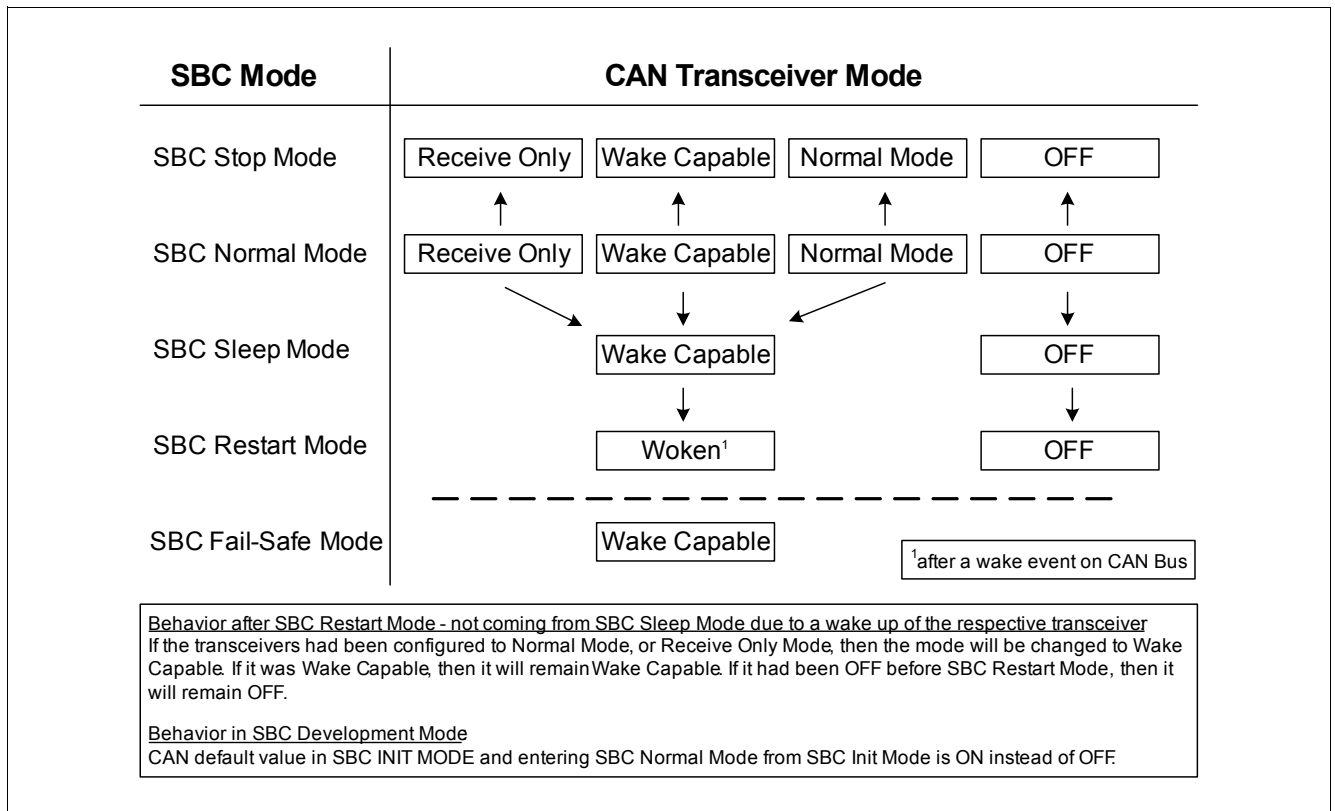 SBC Mode CAN Transceiver Mode
SBC Stop Mode Receive Only Wake Capable Normal Mode OFF
SBC Normal Mode Receive Only Wake Capable Normal Mode OFF
SBC Sleep Mode Wake Capable OFF
SBC Restart Mode Woken¹ OFF
SBC Fail-Safe Mode Wake Capable
¹after a wake event on CAN Bus
Behavior after SBC Restart Mode - not coming from SBC Sleep Mode due to a wake up of the respective transceiver
If the transceivers had been configured to Normal Mode, or Receive Only Mode, then the mode will be changed to Wake
Capable. If it was Wake Capable, then it will remain Wake Capable. If it had been OFF before SBC Restart Mode, then it
will remain OFF.
Behavior in SBC Development Mode
CAN default value in SBC INIT MODE and entering SBC Normal Mode from SBC Init Mode is ON instead of OFF.